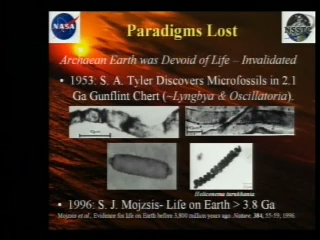 NASA
Paradigms Lost
NSSTC
Archaean Earth was Devoid of Life – Invalidated
• 1953: S. A. Tyler Discovers Microfossils in 2.1
Ga Gunflint Chert (~Lyngbya & Oscillatoria).
• 1996: S. J. Mojzsis- Life on Earth > 3.8 Ga
Mojzsis et al., Evidence for life on Earth before 3,800 million years ago. Nature, 384, 55-59, 1996.